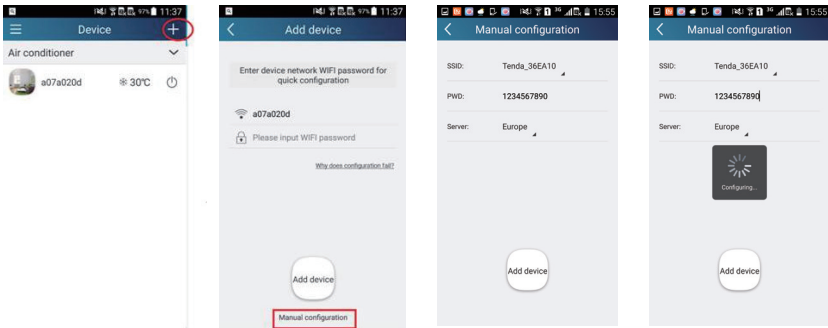 97% 11:37
Device
Air conditioner
a07a020d 30°C
97% 11:37
Add device
Enter device network WIFI password for
quick configuration
a07a020d
Please input WIFI password
Why does configuration fail?
Add device
Manual configuration
15:55
Manual configuration
SSID: Tenda_36EA10
PWD: 1234567890
Server: Europe
Add device
15:55
Manual configuration
SSID: Tenda_36EA10
PWD: 1234567890
Server: Europe
Configuring...
Add device